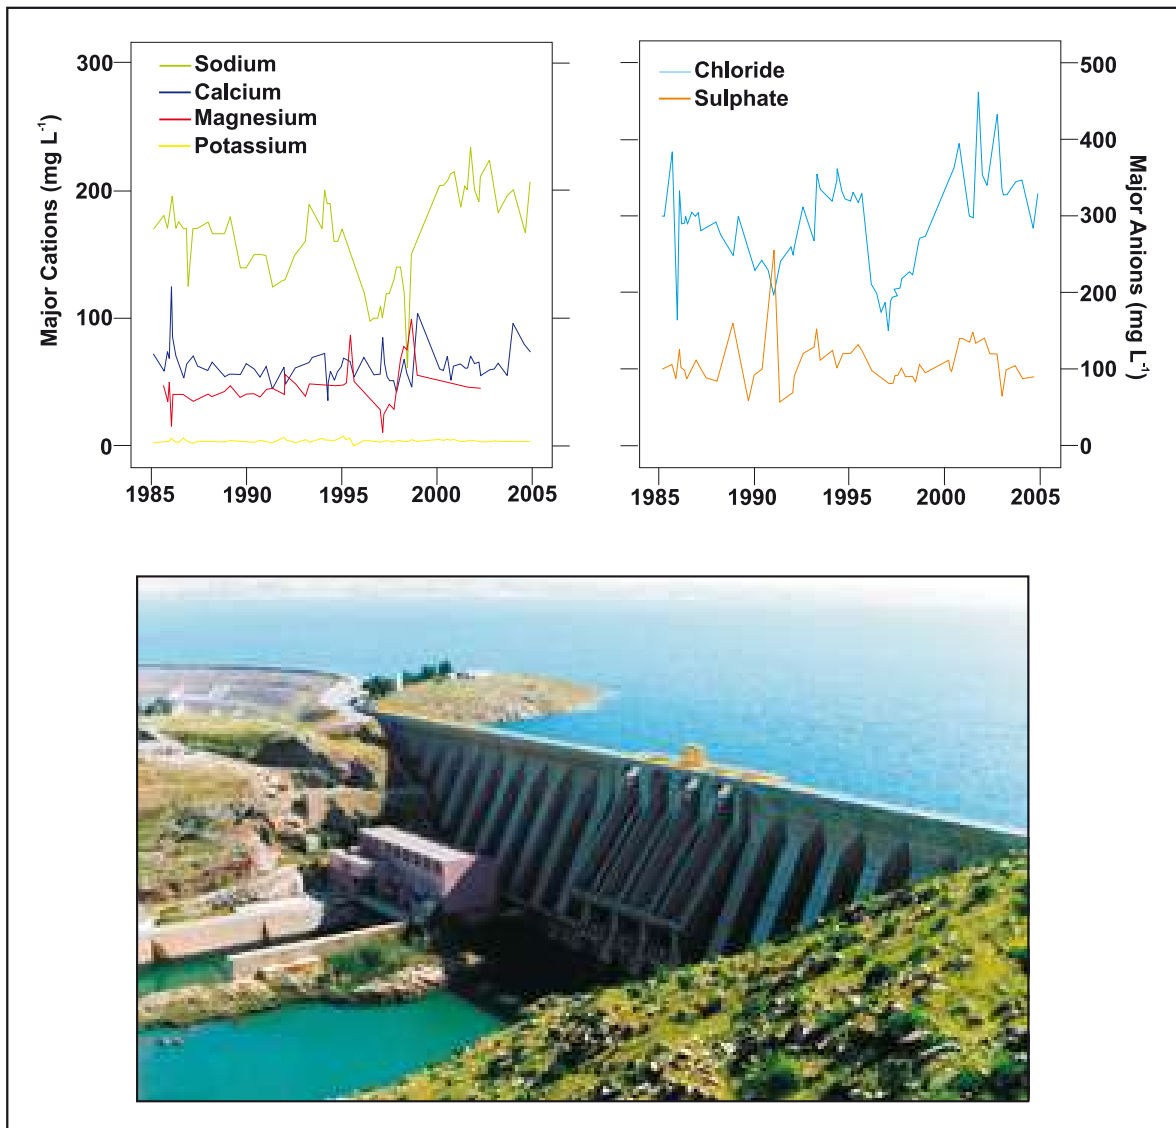 300
200
100
0
Major Cations (mg L-1)
Sodium
Calcium
Magnesium
Potassium
1985 1990 1995 2000 2005
Chloride
Sulphate
500
400
300
200
100
0
Major Anions (mg L-1)
1985 1990 1995 2000 2005